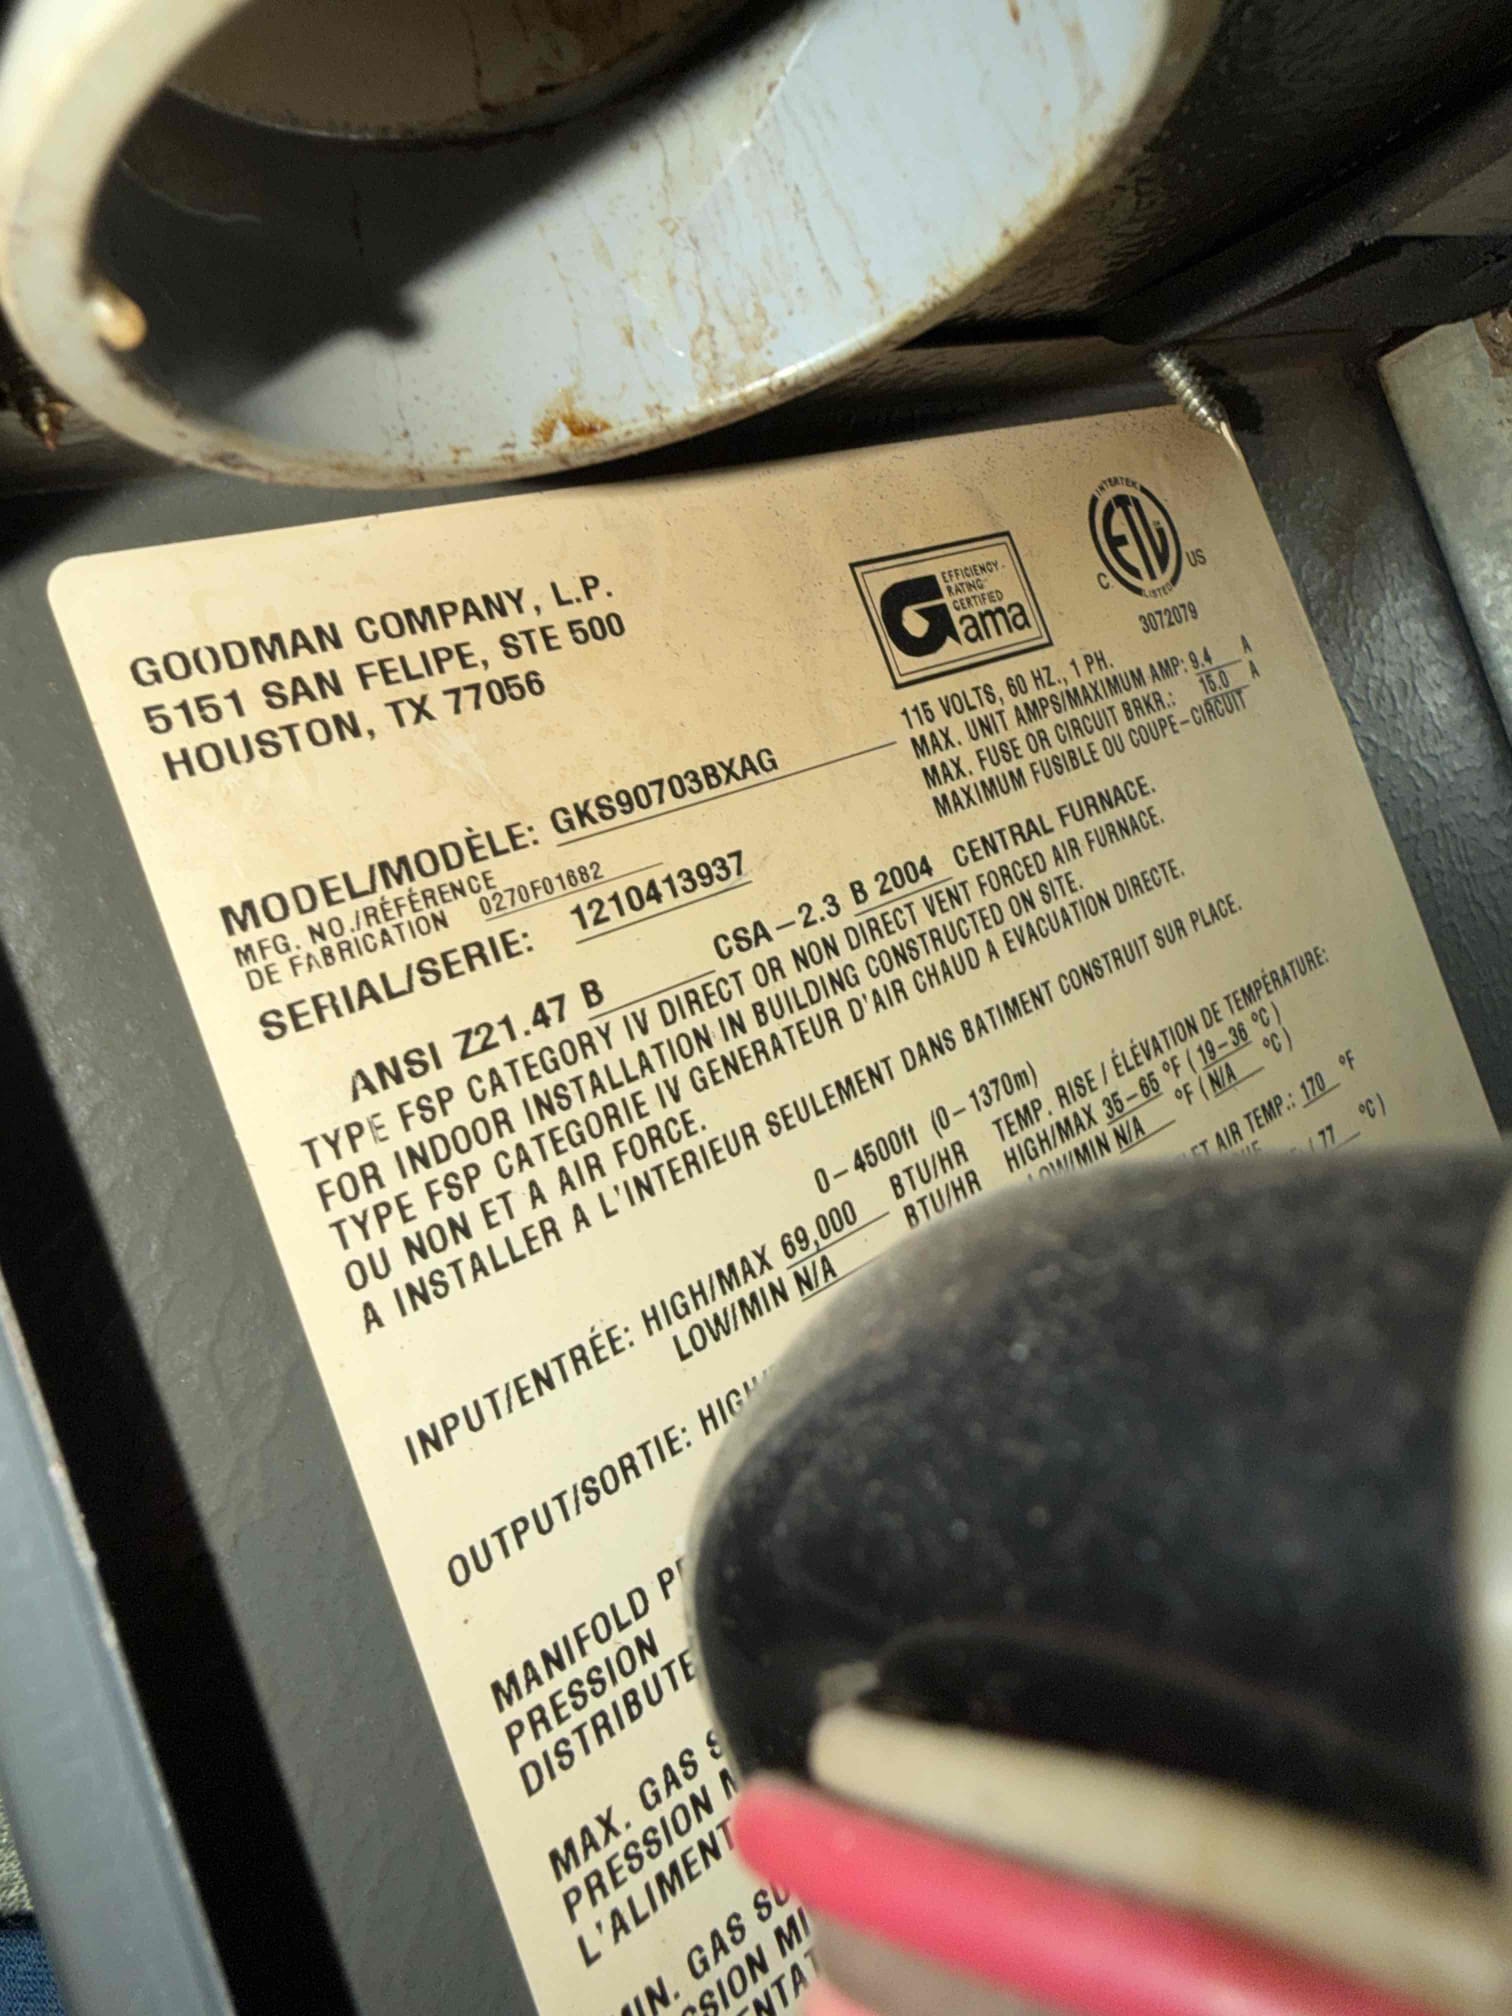 GOODMAN COMPANY, L.P.
5151 SAN FELIPE, STE 500
HOUSTON, TX 77056
EFFICIENCY
RATING
CERTIFIED
ama
INTERTEK
ETL
C US
LISTED
3072079
115 VOLTS, 60 HZ., 1 PH.
MAX. UNIT AMPS/MAXIMUM AMP: 9.4 A
MAX. FUSE OR CIRCUIT BRKR.: 15.0 A
MAXIMUM FUSIBLE OU COUPE-CIRCUIT
MODEL/MODÈLE: GKS90703BXAG
MFG. NO./RÉFÉRENCE
DE FABRICATION 0270F01682
SERIAL/SERIE: 1210413937
ANSI Z21.47 B CSA-2.3 B 2004 CENTRAL FURNACE.
TYPE FSP CATEGORY IV DIRECT OR NON DIRECT VENT FORCED AIR FURNACE.
FOR INDOOR INSTALLATION IN BUILDING CONSTRUCTED ON SITE.
TYPE FSP CATEGORIE IV GENERATEUR D'AIR CHAUD A EVACUATION DIRECTE.
OU NON ET A AIR FORCE.
A INSTALLER A L'INTERIEUR SEULEMENT DANS BATIMENT CONSTRUIT SUR PLACE.
0-4500ft (0-1370m)
INPUT/ENTRÉE: HIGH/MAX 69,000 BTU/HR
LOW/MIN N/A BTU/HR
TEMP. RISE / ÉLÉVATION DE TEMPÉRATURE:
HIGH/MAX 35-65 °F ( 19-36 °C)
LOW/MIN N/A °F ( N/A °C)
AIR TEMP.: 170 °F
77 °C)
OUTPUT/SORTIE:
MANIFOLD
PRESSION
DISTRIBUTE
MAX. GAS
PRESSION
L'ALIMENT
GAS